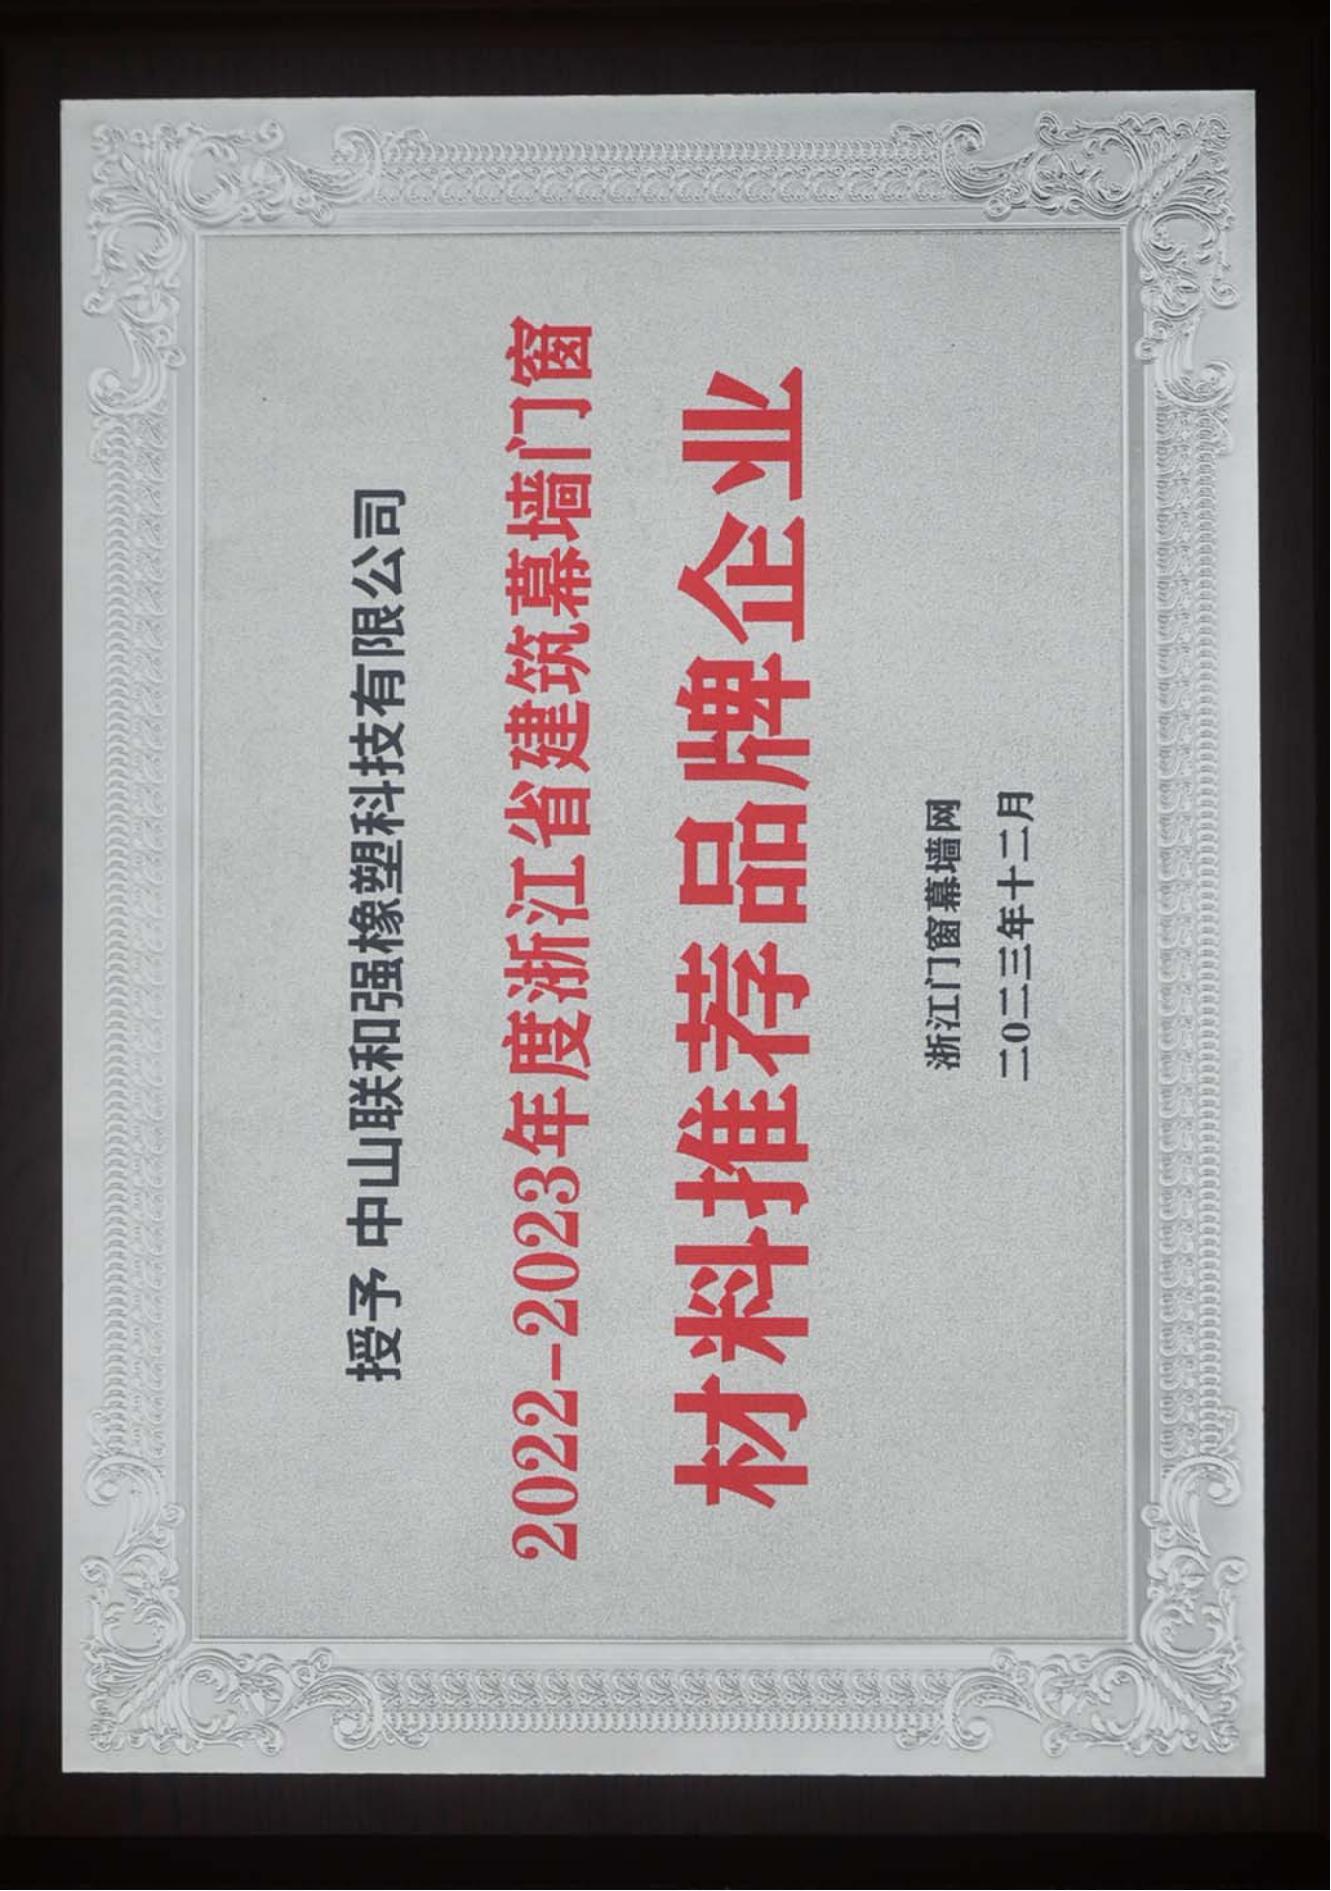 授予 中山联和强橡塑科技有限公司
2022-2023年度浙江省建筑幕墙门窗
材料推荐品牌企业
浙江门窗幕墙网
二0二三年十二月